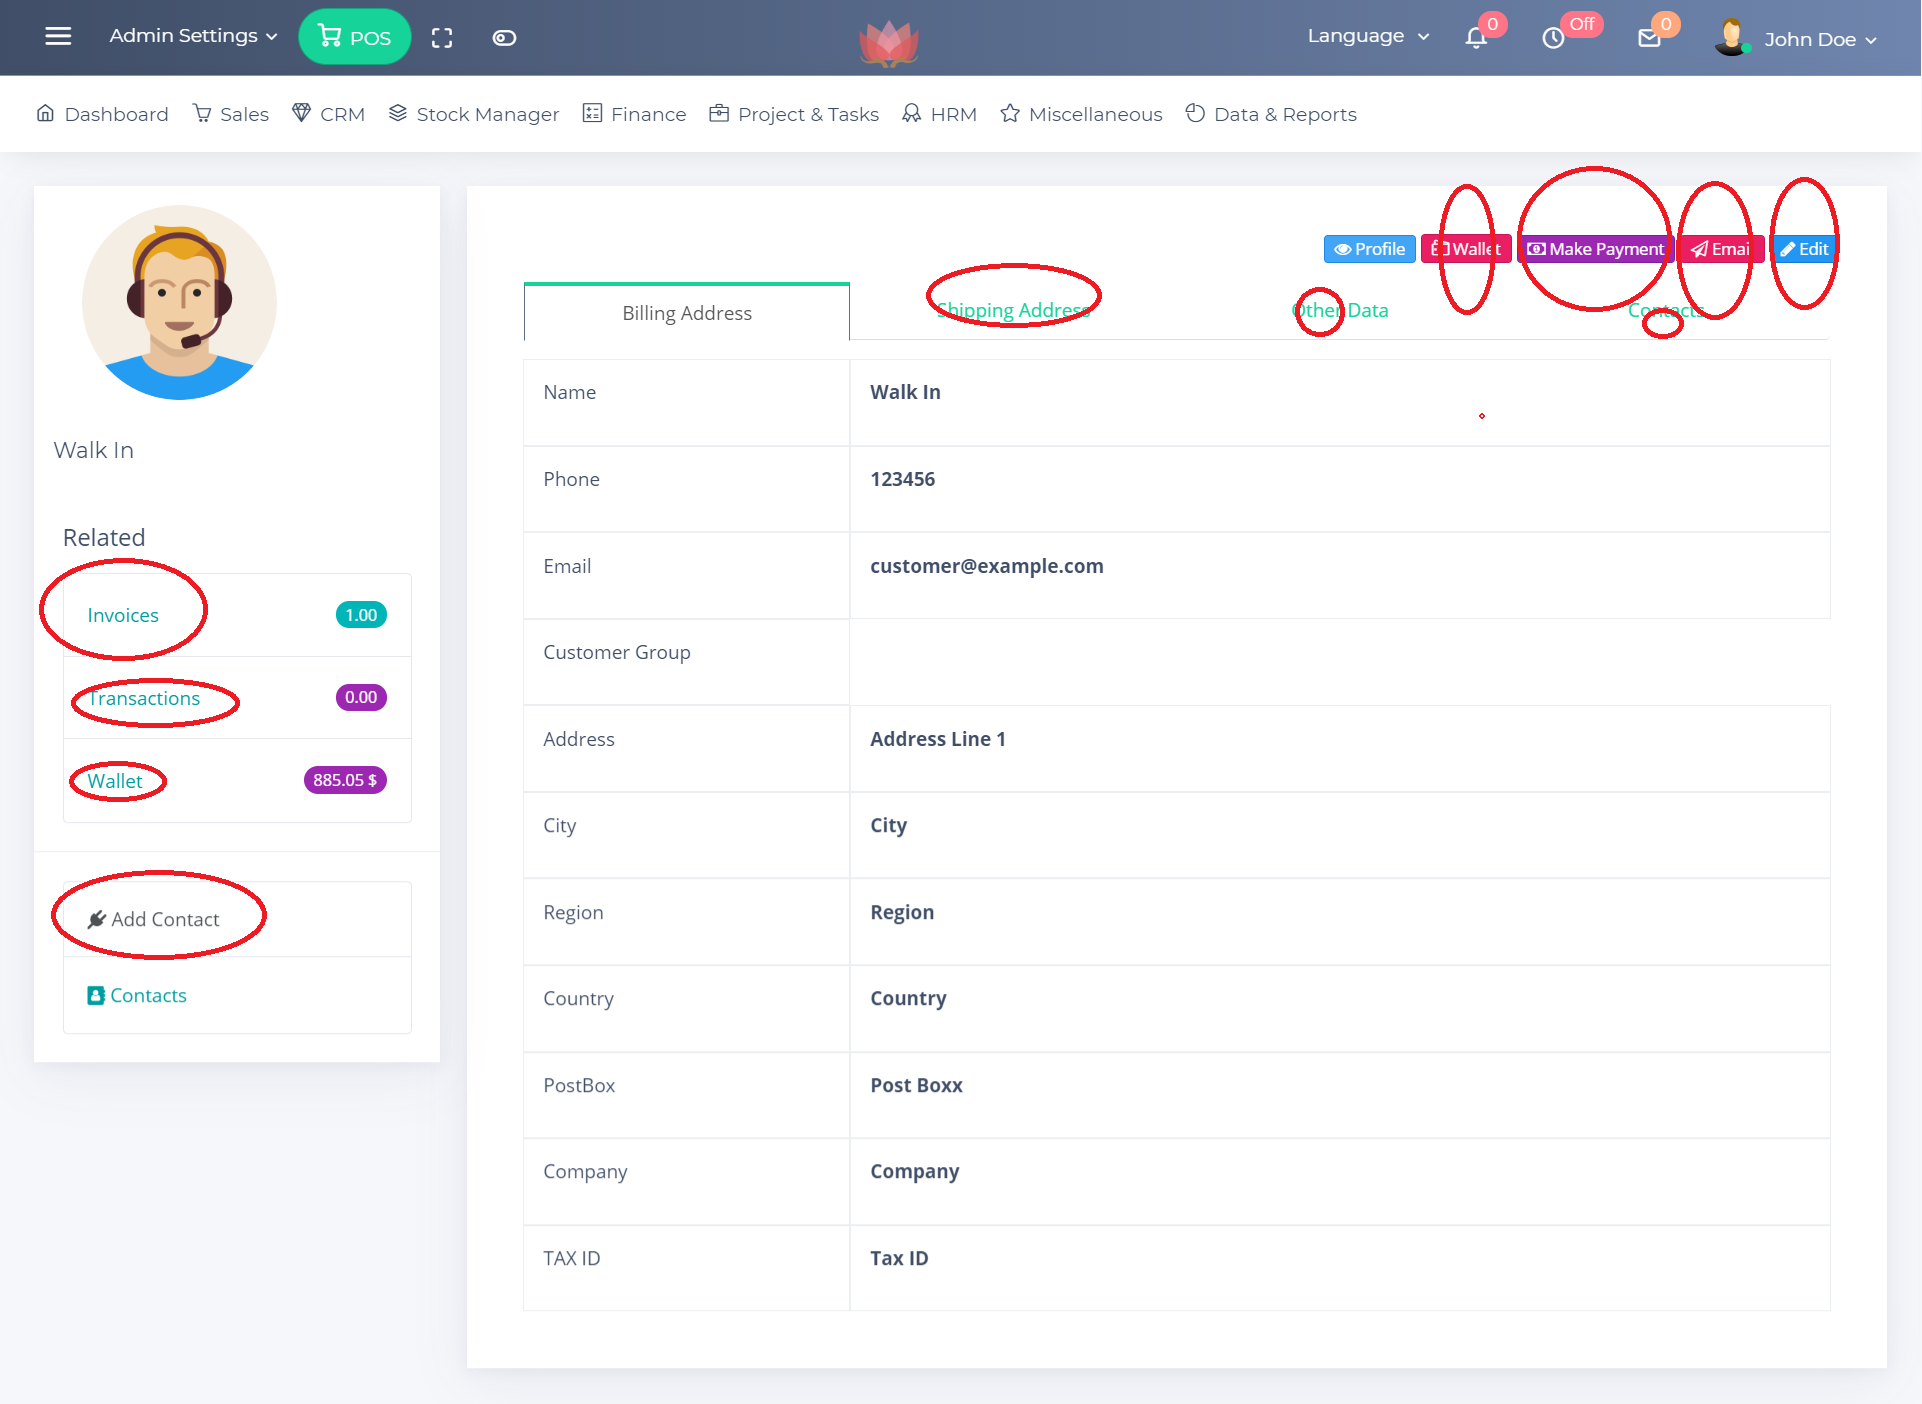 Admin Settings
POS
Language
0
Off
0
John Doe
Dashboard
Sales
CRM
Stock Manager
Finance
Project & Tasks
HRM
Miscellaneous
Data & Reports
Walk In
Related
Invoices 1.00
Transactions 0.00
Wallet 885.05 $
Add Contact
Contacts
Profile
Wallet
Make Payment
Email
Edit
Billing Address
Shipping Address
Other Data
Contacts
Name Walk In
Phone 123456
Email customer@example.com
Customer Group
Address Address Line 1
City City
Region Region
Country Country
PostBox Post Boxx
Company Company
TAX ID Tax ID